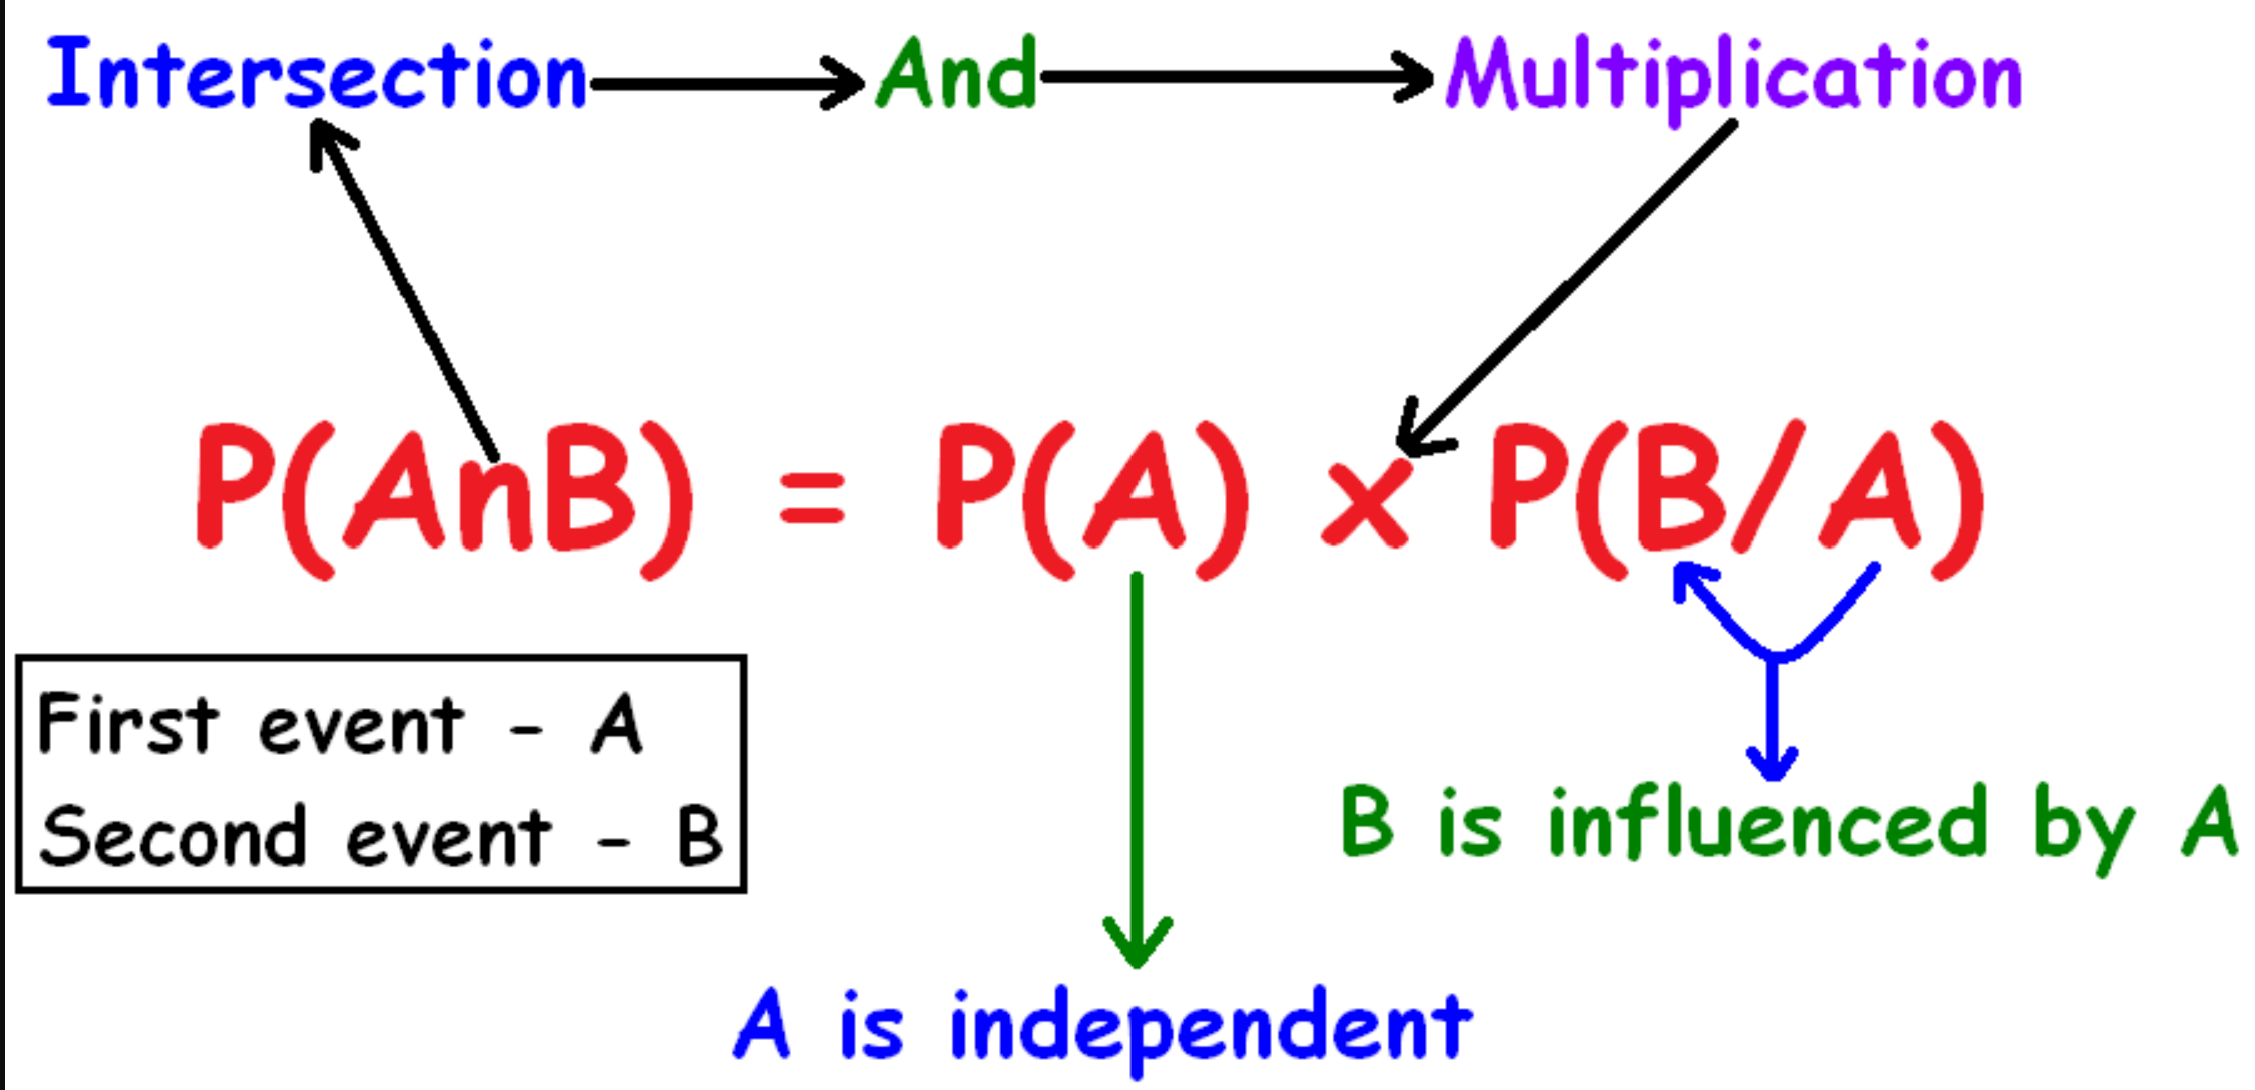 Intersection And Multiplication
P(AnB) = P(A) x P(B/A)
First event - A
Second event - B
B is influenced by A
A is independent